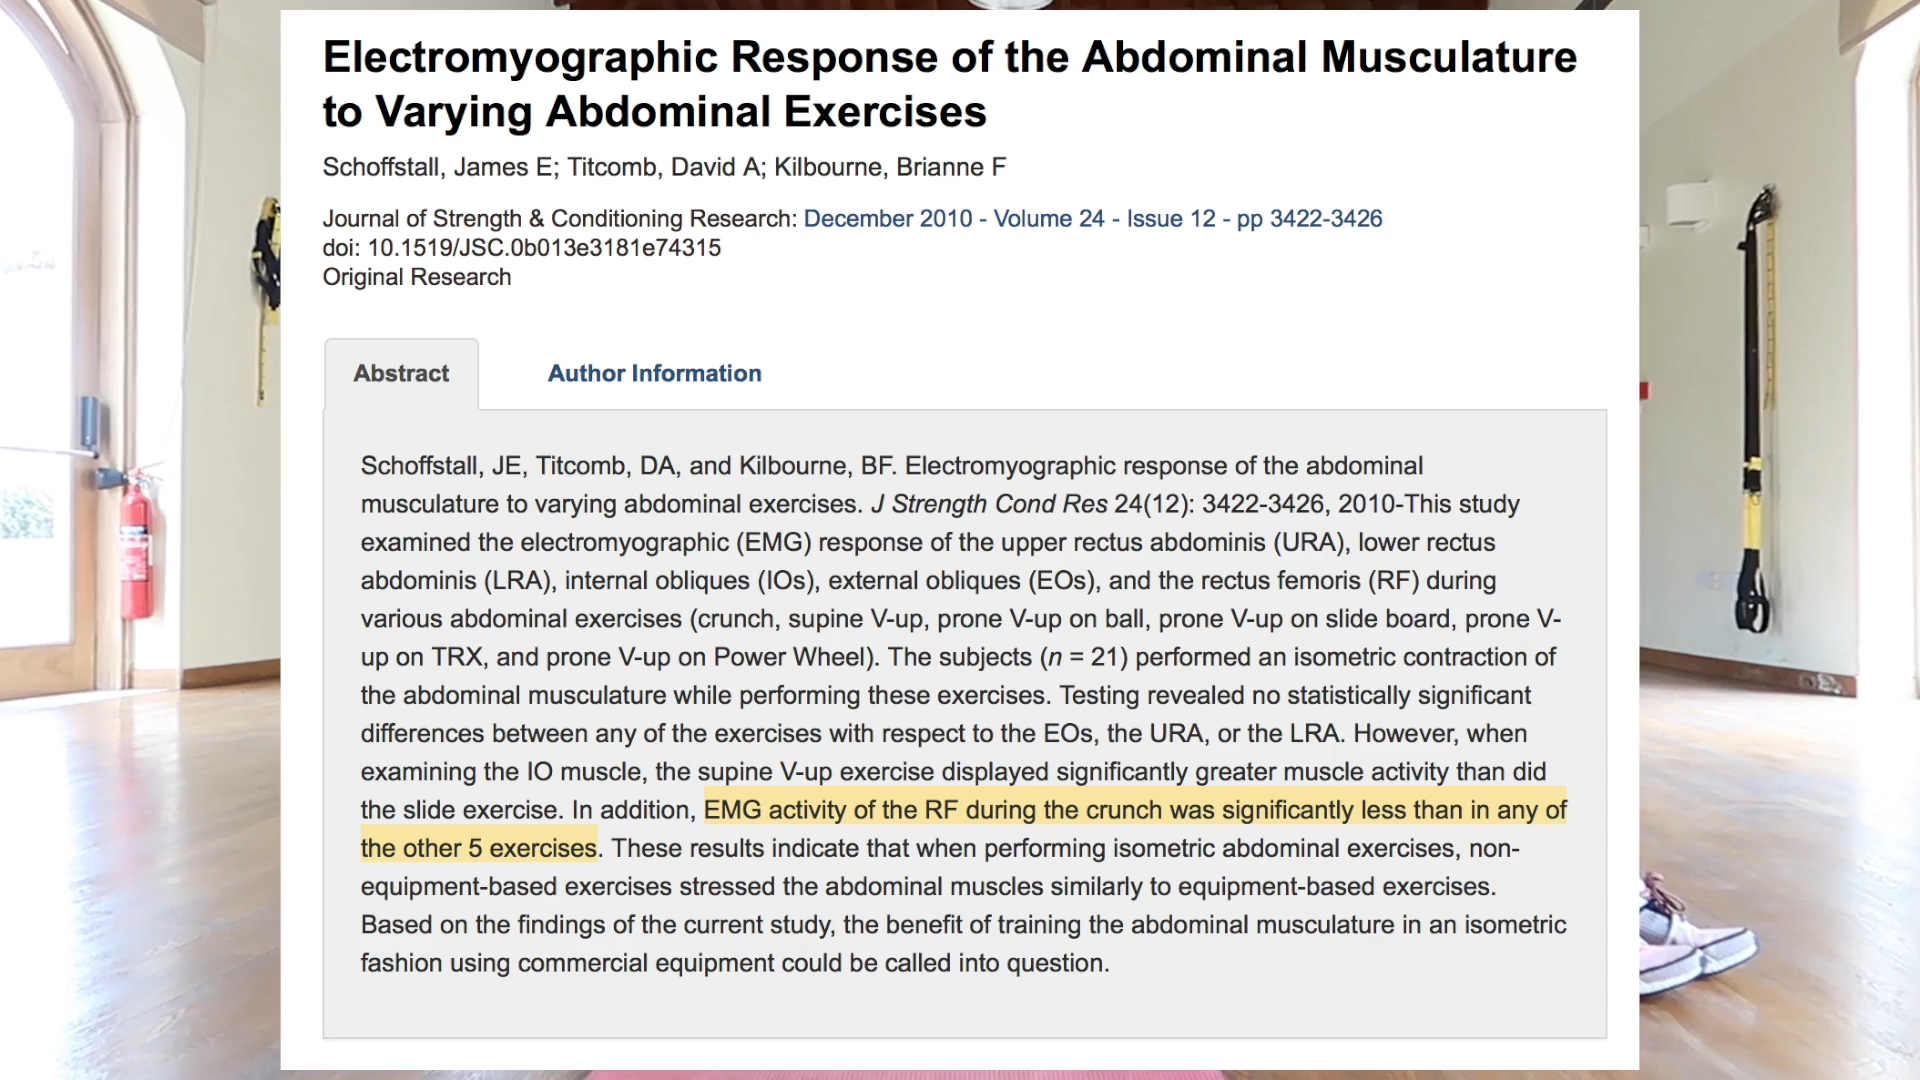 Electromyographic Response of the Abdominal Musculature
to Varying Abdominal Exercises
Schoffstall, James E; Titcomb, David A; Kilbourne, Brianne F
Journal of Strength & Conditioning Research: December 2010 - Volume 24 - Issue 12 - pp 3422-3426
doi: 10.1519/JSC.0b013e3181e74315
Original Research
Abstract
Author Information
Schoffstall, JE, Titcomb, DA, and Kilbourne, BF. Electromyographic response of the abdominal
musculature to varying abdominal exercises. J Strength Cond Res 24(12): 3422-3426, 2010-This study
examined the electromyographic (EMG) response of the upper rectus abdominis (URA), lower rectus
abdominis (LRA), internal obliques (IOs), external obliques (EOs), and the rectus femoris (RF) during
various abdominal exercises (crunch, supine V-up, prone V-up on ball, prone V-up on slide board, prone V-
up on TRX, and prone V-up on Power Wheel). The subjects (n = 21) performed an isometric contraction of
the abdominal musculature while performing these exercises. Testing revealed no statistically significant
differences between any of the exercises with respect to the EOs, the URA, or the LRA. However, when
examining the IO muscle, the supine V-up exercise displayed significantly greater muscle activity than did
the slide exercise. In addition, EMG activity of the RF during the crunch was significantly less than in any of
the other 5 exercises. These results indicate that when performing isometric abdominal exercises, non-
equipment-based exercises stressed the abdominal muscles similarly to equipment-based exercises.
Based on the findings of the current study, the benefit of training the abdominal musculature in an isometric
fashion using commercial equipment could be called into question.